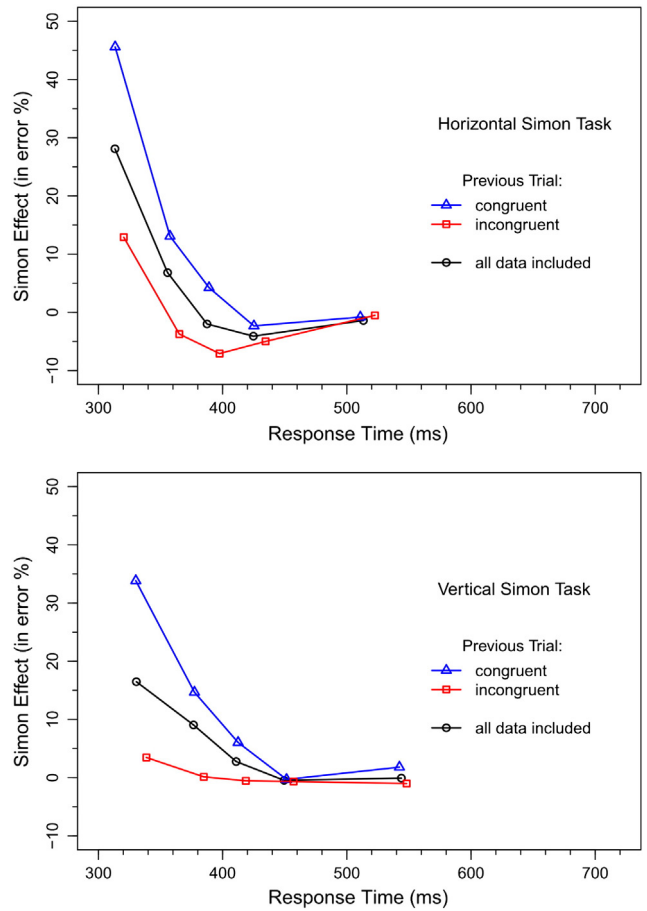 50
40
30
20
10
0
−10
Simon Effect (in error %)
Horizontal Simon Task
Previous Trial:
congruent
incongruent
all data included
300 400 500 600 700
Response Time (ms)
50
40
30
20
10
0
−10
Simon Effect (in error %)
Vertical Simon Task
Previous Trial:
congruent
incongruent
all data included
300 400 500 600 700
Response Time (ms)